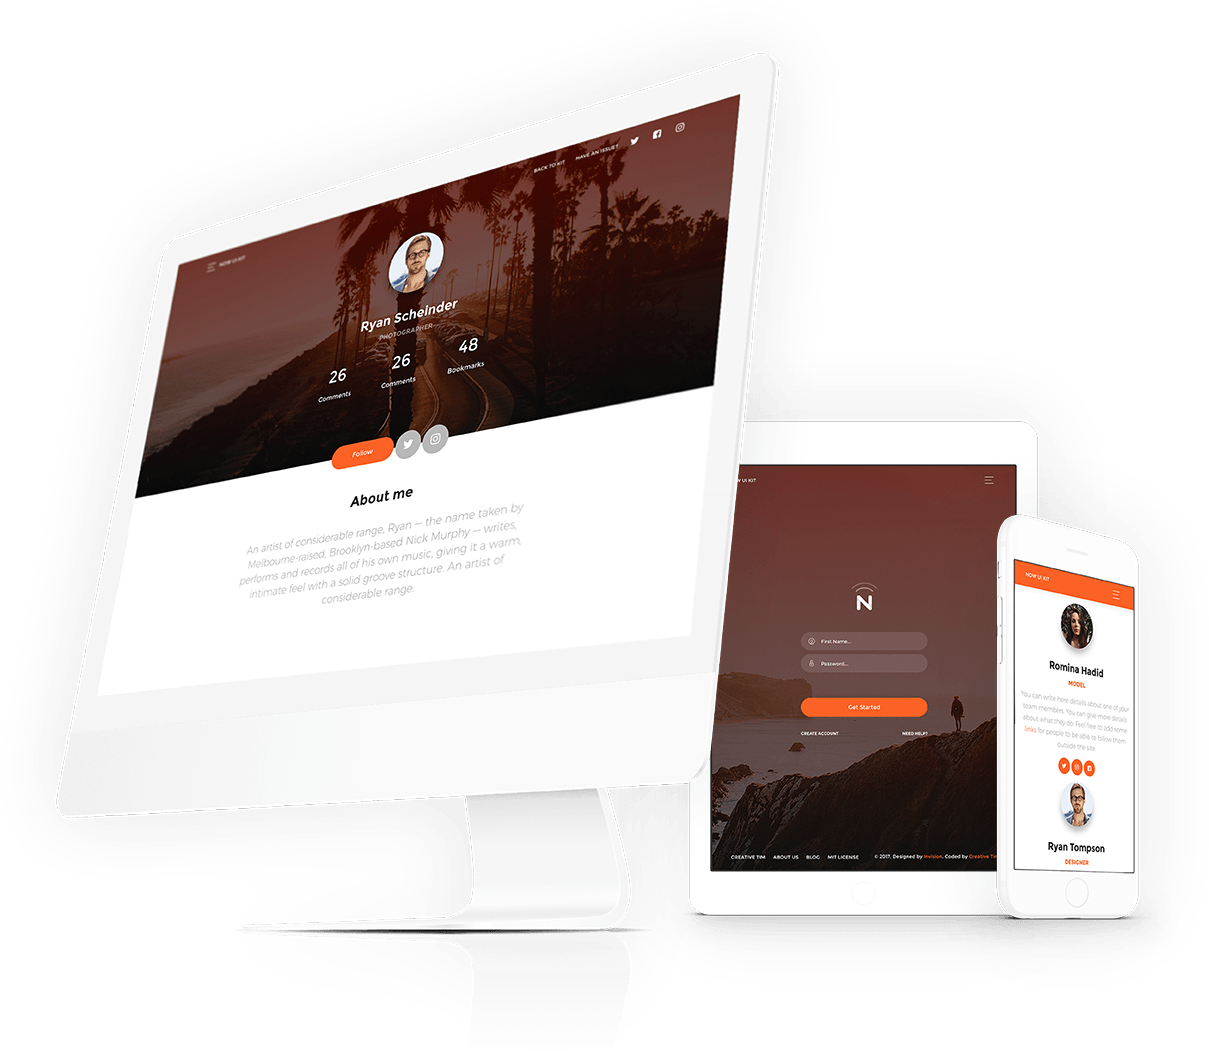 NOW UI KIT
BACK TO KIT
HAVE AN ISSUE?
Ryan Scheinder
PHOTOGRAPHER
26
Comments
26
Comments
48
Bookmarks
Follow
About me
An artist of considerable range, Ryan — the name taken by
Melbourne-raised, Brooklyn-based Nick Murphy — writes,
performs and records all of his own music, giving it a warm,
intimate feel with a solid groove structure. An artist of
considerable range.
W UI KIT
N
First Name...
Password...
Get Started
CREATE ACCOUNT
NEED HELP?
CREATIVE TIM ABOUT US BLOG MIT LICENSE © 2017, Designed by Invision. Coded by Creative Tim
NOW UI KIT
Romina Hadid
MODEL
You can write here details about one of your
team members. You can give more details
about what they do. Feel free to add some
links for people to be able to follow them
outside the site.
Ryan Tompson
DESIGNER